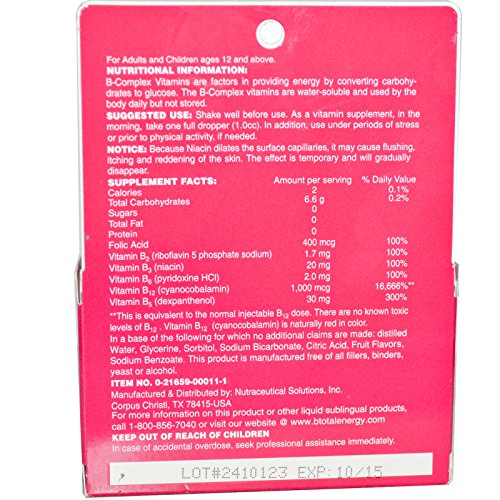 For Adults and Children ages 12 and above.
NUTRITIONAL INFORMATION:
B-Complex Vitamins are factors in providing energy by converting carbohy-
drates to glucose. The B-Complex vitamins are water-soluble and used by the
body daily but not stored.
SUGGESTED USE: Shake well before use. As a vitamin supplement, in the
morning, take one full dropper (1.0cc). In addition, use under periods of stress
or prior to physical activity, if needed.
NOTICE: Because Niacin dilates the surface capillaries, it may cause flushing,
itching and reddening of the skin. The effect is temporary and will gradually
disappear.
SUPPLEMENT FACTS: Amount per serving % Daily Value
Calories 2 0.1%
Total Carbohydrates 6.6 g 0.2%
Sugars 0
Total Fat 0
Protein 0
Folic Acid 400 mcg 100%
Vitamin B2 (riboflavin 5 phosphate sodium) 1.7 mg 100%
Vitamin B3 (niacin) 20 mg 100%
Vitamin B6 (pyridoxine HCl) 2.0 mg 100%
Vitamin B12 (cyanocobalamin) 1,000 mcg 16,666%**
Vitamin B5 (dexpanthenol) 30 mg 300%
**This is equivalent to the normal injectable B12 dose. There are no known toxic
levels of B12. Vitamin B12 (cyanocobalamin) is naturally red in color.
In a base of the following for which no additional claims are made: distilled
Water, Glycerine, Sorbitol, Sodium Bicarbonate, Citric Acid, Fruit Flavors,
Sodium Benzoate. This product is manufactured free of all fillers, binders,
yeast or alcohol.
ITEM NO. 0-21659-00011-1
Manufactured & Distributed by: Nutraceutical Solutions, Inc.
Corpus Christi, TX 78415-USA
For more information on this product or other liquid sublingual products,
call 1-800-856-7040 or visit our website @ www.btotalenergy.com
KEEP OUT OF REACH OF CHILDREN
In case of accidental overdose, seek professional assistance immediately.
LOT#2410123 EXP: 10/15